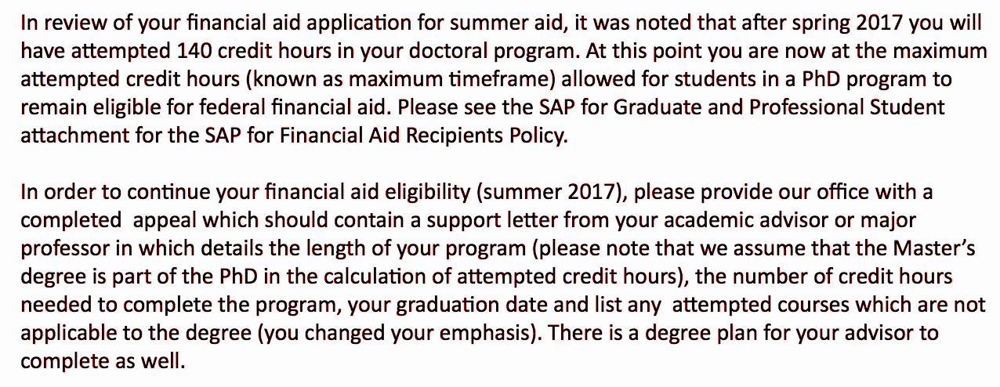 In review of your financial aid application for summer aid, it was noted that after spring 2017 you will
have attempted 140 credit hours in your doctoral program. At this point you are now at the maximum
attempted credit hours (known as maximum timeframe) allowed for students in a PhD program to
remain eligible for federal financial aid. Please see the SAP for Graduate and Professional Student
attachment for the SAP for Financial Aid Recipients Policy.
In order to continue your financial aid eligibility (summer 2017), please provide our office with a
completed  appeal which should contain a support letter from your academic advisor or major
professor in which details the length of your program (please note that we assume that the Master's
degree is part of the PhD in the calculation of attempted credit hours), the number of credit hours
needed to complete the program, your graduation date and list any  attempted courses which are not
applicable to the degree (you changed your emphasis). There is a degree plan for your advisor to
complete as well.